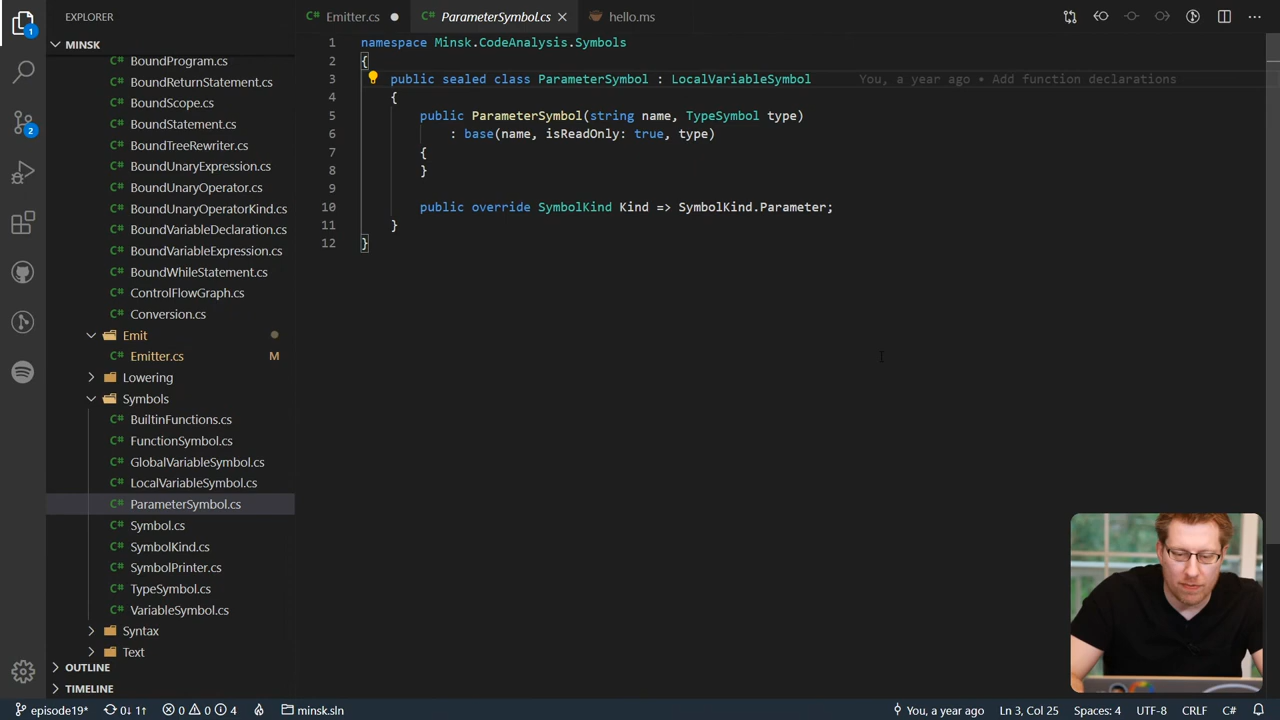 EXPLORER
MINSK
BoundProgram.cs
BoundReturnStatement.cs
BoundScope.cs
BoundStatement.cs
BoundTreeRewriter.cs
BoundUnaryExpression.cs
BoundUnaryOperator.cs
BoundUnaryOperatorKind.cs
BoundVariableDeclaration.cs
BoundVariableExpression.cs
BoundWhileStatement.cs
ControlFlowGraph.cs
Conversion.cs
Emit
Emitter.cs M
Lowering
Symbols
BuiltinFunctions.cs
FunctionSymbol.cs
GlobalVariableSymbol.cs
LocalVariableSymbol.cs
ParameterSymbol.cs
Symbol.cs
SymbolKind.cs
SymbolPrinter.cs
TypeSymbol.cs
VariableSymbol.cs
Syntax
Text
OUTLINE
TIMELINE
1
2
Emitter.cs ParameterSymbol.cs hello.ms
1 namespace Minsk.CodeAnalysis.Symbols
2 {
3 public sealed class ParameterSymbol : LocalVariableSymbol You, a year ago • Add function declarations
4 {
5 public ParameterSymbol(string name, TypeSymbol type)
6 : base(name, isReadOnly: true, type)
7 {
8 }
9
10 public override SymbolKind Kind => SymbolKind.Parameter;
11 }
12 }
episode19* 0↓ 1↑ 0 0 4 minsk.sln You, a year ago Ln 3, Col 25 Spaces: 4 UTF-8 CRLF C#